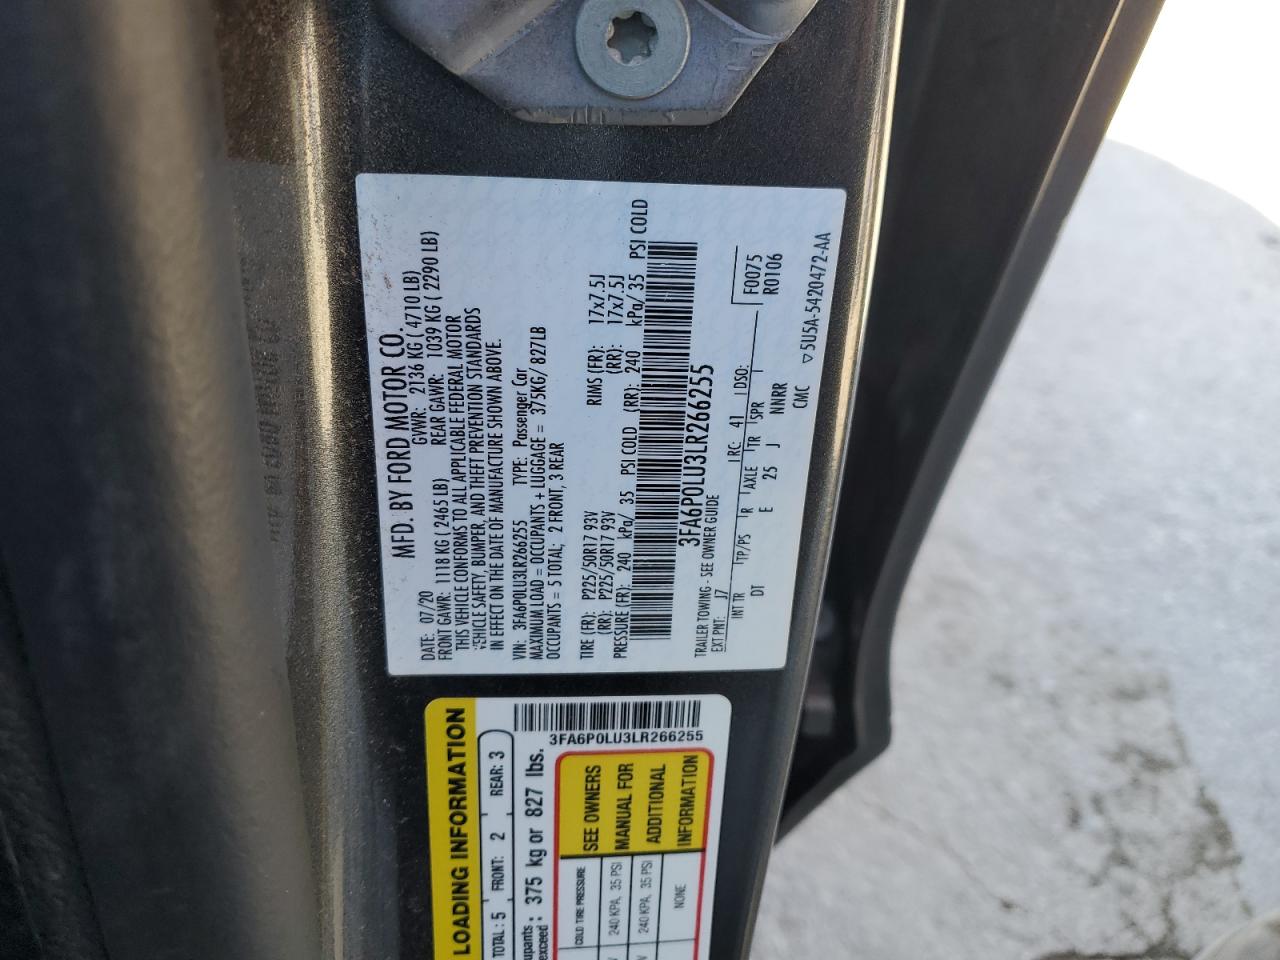 MFD. BY FORD MOTOR CO.
DATE: 07/20 GVWR: 2136 KG ( 4710 LB)
FRONT GAWR: 1118 KG ( 2465 LB) REAR GAWR: 1039 KG ( 2290 LB)
THIS VEHICLE CONFORMS TO ALL APPLICABLE FEDERAL MOTOR
VEHICLE SAFETY, BUMPER, AND THEFT PREVENTION STANDARDS
IN EFFECT ON THE DATE OF MANUFACTURE SHOWN ABOVE.
VIN: 3FA6P0LU3LR266255 TYPE: Passenger Car
MAXIMUM LOAD = OCCUPANTS + LUGGAGE = 375KG/ 827LB
OCCUPANTS = 5 TOTAL; 2 FRONT, 3 REAR
TIRE (FR): P225/50R17 93V RIMS (FR): 17x7.5J
(RR): P225/50R17 93V (RR): 17x7.5J
PRESSURE (FR): 240 kPa/ 35 PSI COLD (RR): 240 kPa/ 35 PSI COLD
3FA6P0LU3LR266255
TRAILER TOWING - SEE OWNER GUIDE
EXT PNT: J7 RC: 41 DSO: F0075
INT TR TP/PS R AXLE TR SPR R0106
DT E 25 J NNRR
CMC ▽5U5A-5420472-AA
3FA6P0LU3LR266255
LOADING INFORMATION
TOTAL: 5 FRONT: 2 REAR: 3
upants: 375 kg or 827 lbs.
exceed:
COLD TIRE PRESSURE
240 KPA, 35 PSI
240 KPA, 35 PSI
NONE
SEE OWNERS
MANUAL FOR
ADDITIONAL
INFORMATION